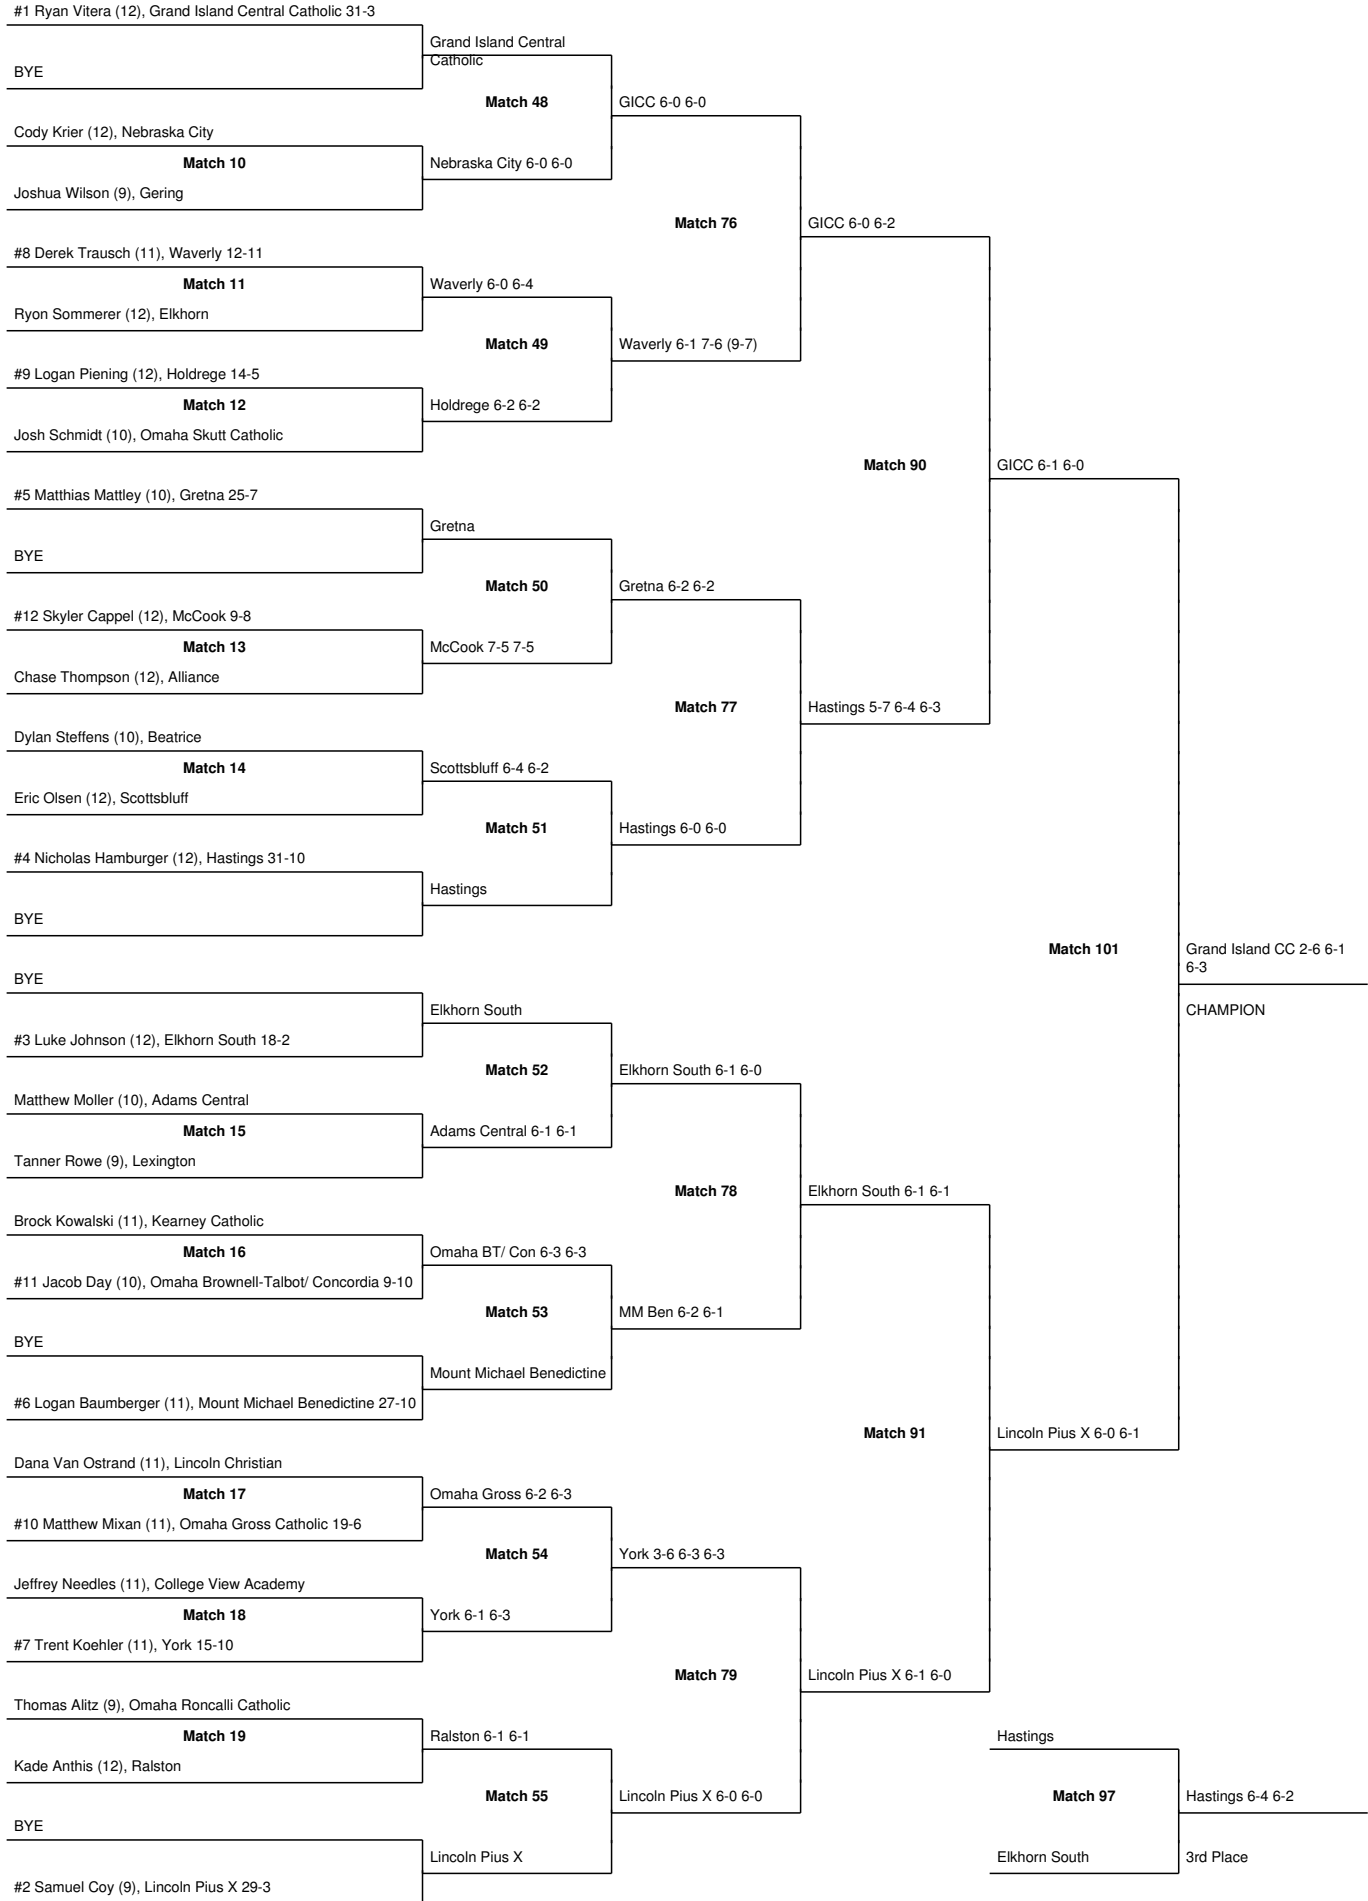 #1 Ryan Vitera (12), Grand Island Central Catholic 31-3
Grand Island Central
Catholic
BYE
Match 48
GICC 6-0 6-0
Cody Krier (12), Nebraska City
Match 10
Nebraska City 6-0 6-0
Joshua Wilson (9), Gering
Match 76
GICC 6-0 6-2
#8 Derek Trausch (11), Waverly 12-11
Match 11
Waverly 6-0 6-4
Ryon Sommerer (12), Elkhorn
Match 49
Waverly 6-1 7-6 (9-7)
#9 Logan Piening (12), Holdrege 14-5
Match 12
Holdrege 6-2 6-2
Josh Schmidt (10), Omaha Skutt Catholic
Match 90
GICC 6-1 6-0
#5 Matthias Mattley (10), Gretna 25-7
Gretna
BYE
Match 50
Gretna 6-2 6-2
#12 Skyler Cappel (12), McCook 9-8
Match 13
McCook 7-5 7-5
Chase Thompson (12), Alliance
Match 77
Hastings 5-7 6-4 6-3
Dylan Steffens (10), Beatrice
Match 14
Scottsbluff 6-4 6-2
Eric Olsen (12), Scottsbluff
Match 51
Hastings 6-0 6-0
#4 Nicholas Hamburger (12), Hastings 31-10
Hastings
BYE
Match 101
Grand Island CC 2-6 6-1
6-3
CHAMPION
BYE
Elkhorn South
#3 Luke Johnson (12), Elkhorn South 18-2
Match 52
Elkhorn South 6-1 6-0
Matthew Moller (10), Adams Central
Match 15
Adams Central 6-1 6-1
Tanner Rowe (9), Lexington
Match 78
Elkhorn South 6-1 6-1
Brock Kowalski (11), Kearney Catholic
Match 16
Omaha BT/ Con 6-3 6-3
#11 Jacob Day (10), Omaha Brownell-Talbot/ Concordia 9-10
Match 53
MM Ben 6-2 6-1
BYE
Mount Michael Benedictine
#6 Logan Baumberger (11), Mount Michael Benedictine 27-10
Match 91
Lincoln Pius X 6-0 6-1
Dana Van Ostrand (11), Lincoln Christian
Match 17
Omaha Gross 6-2 6-3
#10 Matthew Mixan (11), Omaha Gross Catholic 19-6
Match 54
York 3-6 6-3 6-3
Jeffrey Needles (11), College View Academy
Match 18
York 6-1 6-3
#7 Trent Koehler (11), York 15-10
Match 79
Lincoln Pius X 6-1 6-0
Thomas Alitz (9), Omaha Roncalli Catholic
Match 19
Ralston 6-1 6-1
Kade Anthis (12), Ralston
Match 55
Lincoln Pius X 6-0 6-0
BYE
Lincoln Pius X
#2 Samuel Coy (9), Lincoln Pius X 29-3
Hastings
Match 97
Hastings 6-4 6-2
Elkhorn South
3rd Place